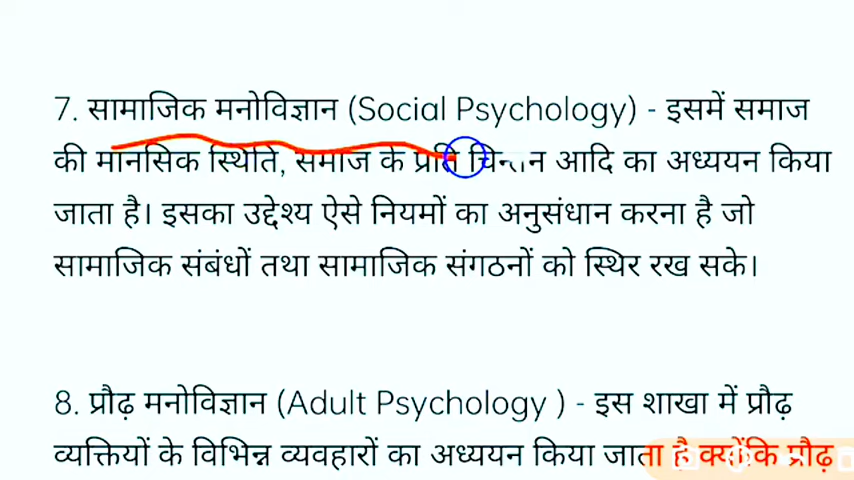 7. सामाजिक मनोविज्ञान (Social Psychology) - इसमें समाज
की मानसिक स्थिति, समाज के प्रति चिन्तन आदि का अध्ययन किया
जाता है। इसका उद्देश्य ऐसे नियमों का अनुसंधान करना है जो
सामाजिक संबंधों तथा सामाजिक संगठनों को स्थिर रख सके।
8. प्रौढ़ मनोविज्ञान (Adult Psychology ) - इस शाखा में प्रौढ़
व्यक्तियों के विभिन्न व्यवहारों का अध्ययन किया जाता है क्योंकि प्रौढ़